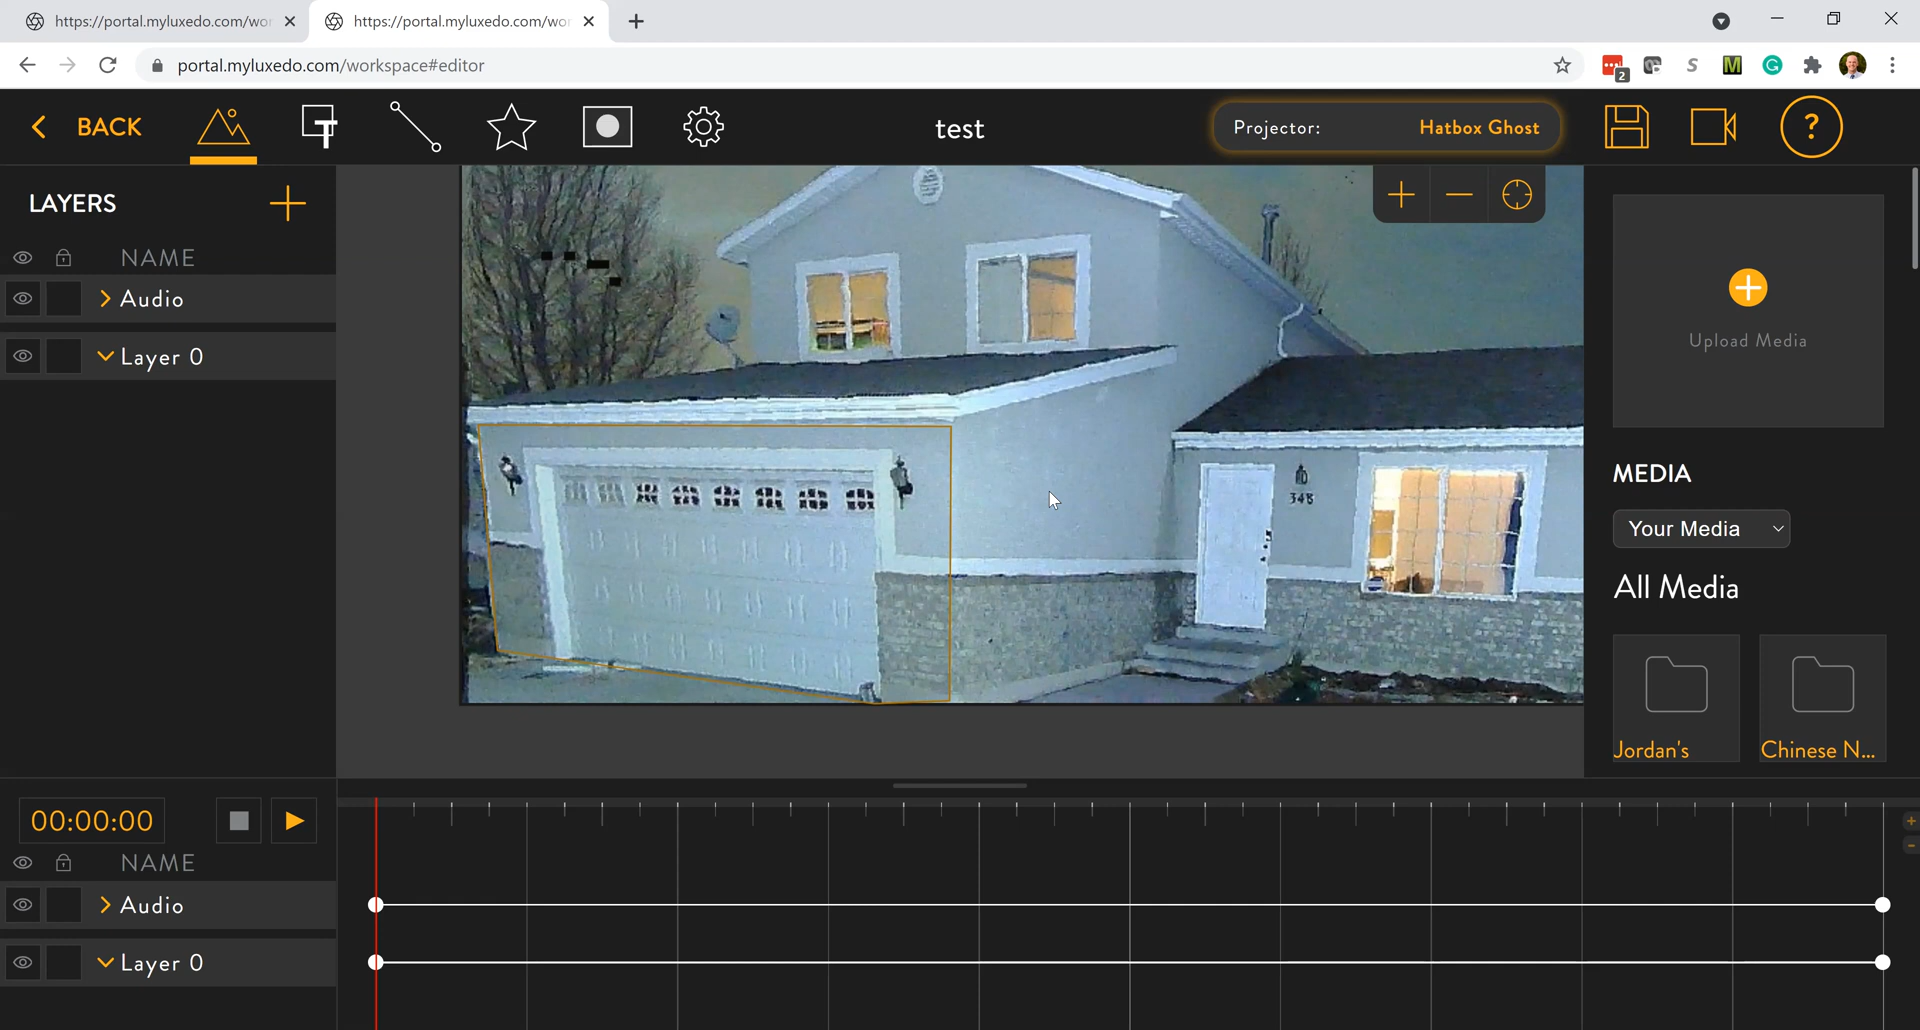 https://portal.myluxedo.com/wor
https://portal.myluxedo.com/wo
portal.myluxedo.com/workspace#editor
2
BACK
T
test
Projector:
Hatbox Ghost
?
LAYERS
NAME
Audio
Layer 0
348
Upload Media
MEDIA
Your Media
All Media
Jordan's
Chinese N...
00:00:00
NAME
Audio
Layer 0